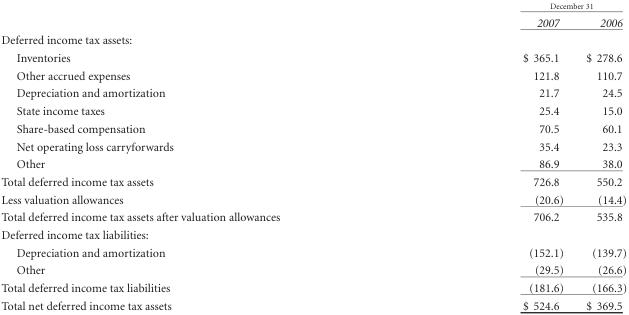 December 31
2007 2006
Deferred income tax assets:
Inventories $ 365.1 $ 278.6
Other accrued expenses 121.8 110.7
Depreciation and amortization 21.7 24.5
State income taxes 25.4 15.0
Share-based compensation 70.5 60.1
Net operating loss carryforwards 35.4 23.3
Other 86.9 38.0
Total deferred income tax assets 726.8 550.2
Less valuation allowances (20.6) (14.4)
Total deferred income tax assets after valuation allowances 706.2 535.8
Deferred income tax liabilities:
Depreciation and amortization (152.1) (139.7)
Other (29.5) (26.6)
Total deferred income tax liabilities (181.6) (166.3)
Total net deferred income tax assets $ 524.6 $ 369.5